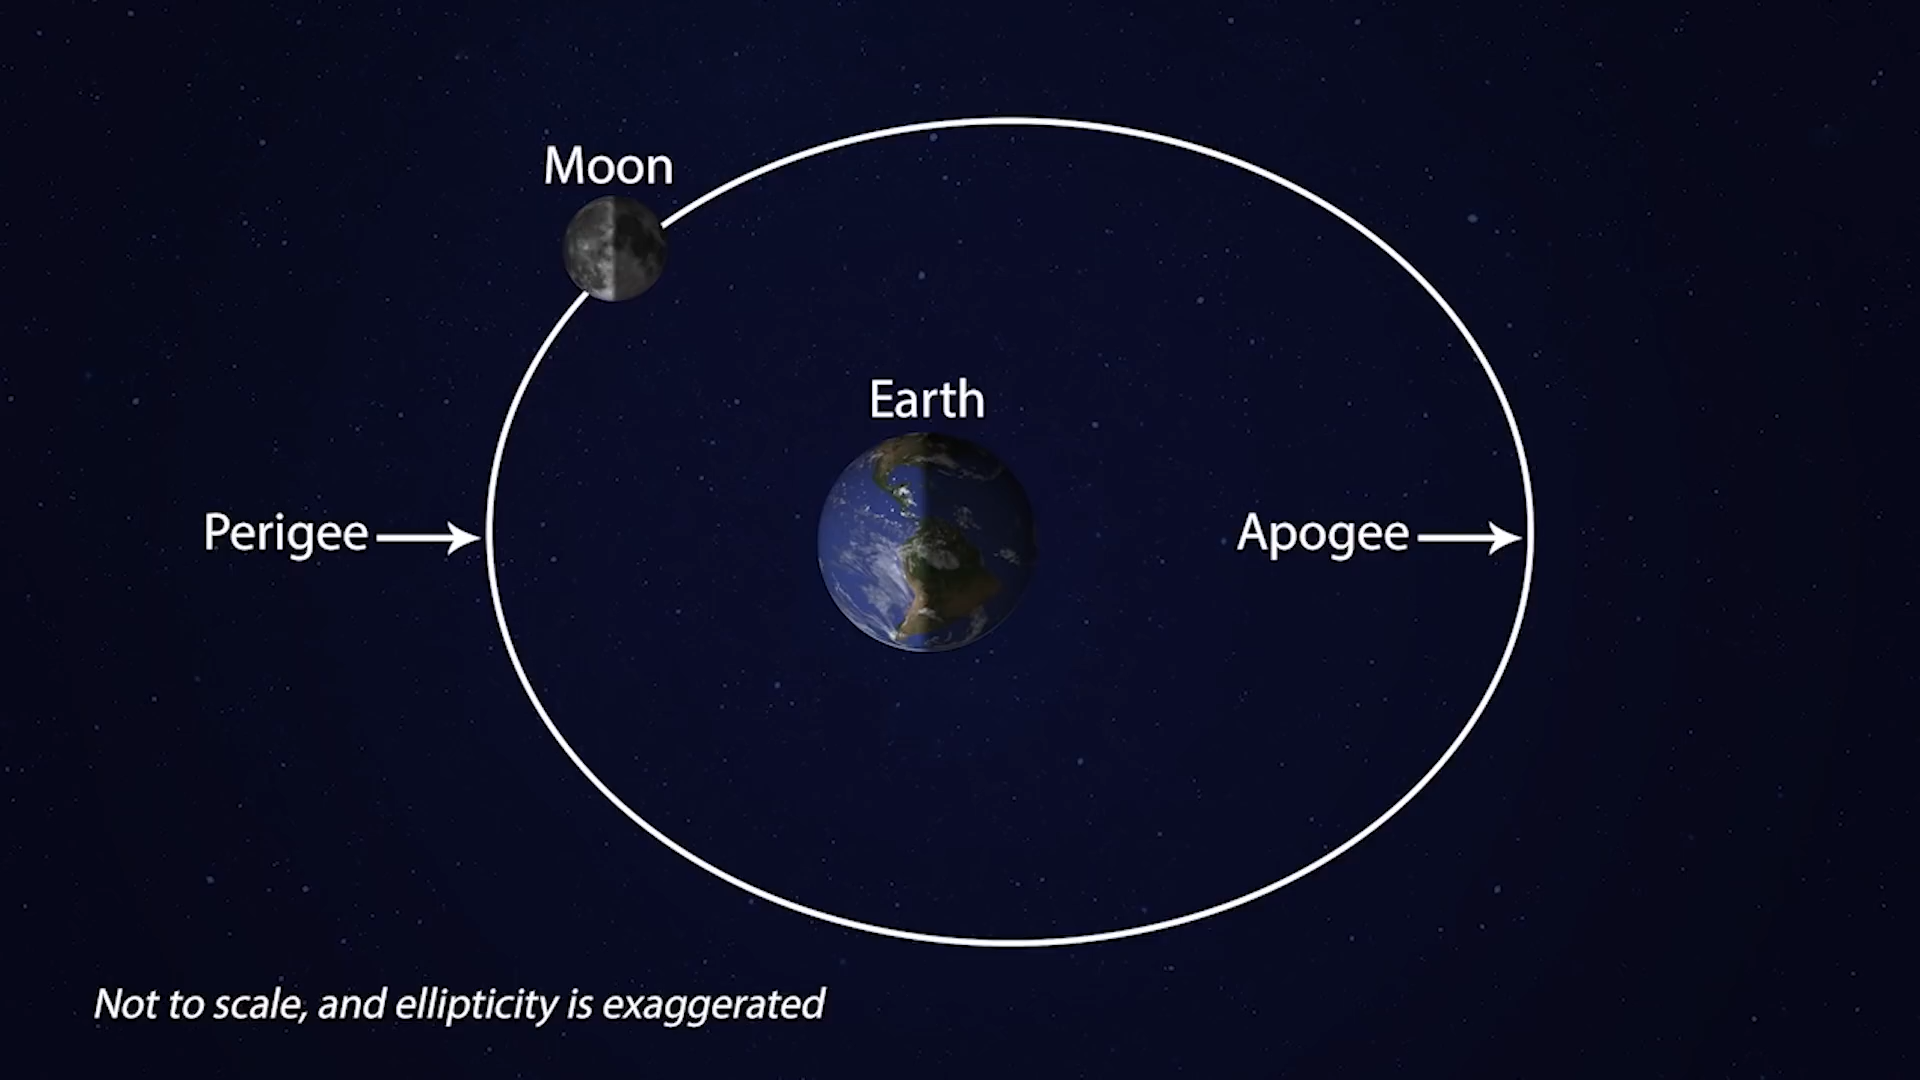 Moon
Earth
Perigee
Apogee
Not to scale, and ellipticity is exaggerated